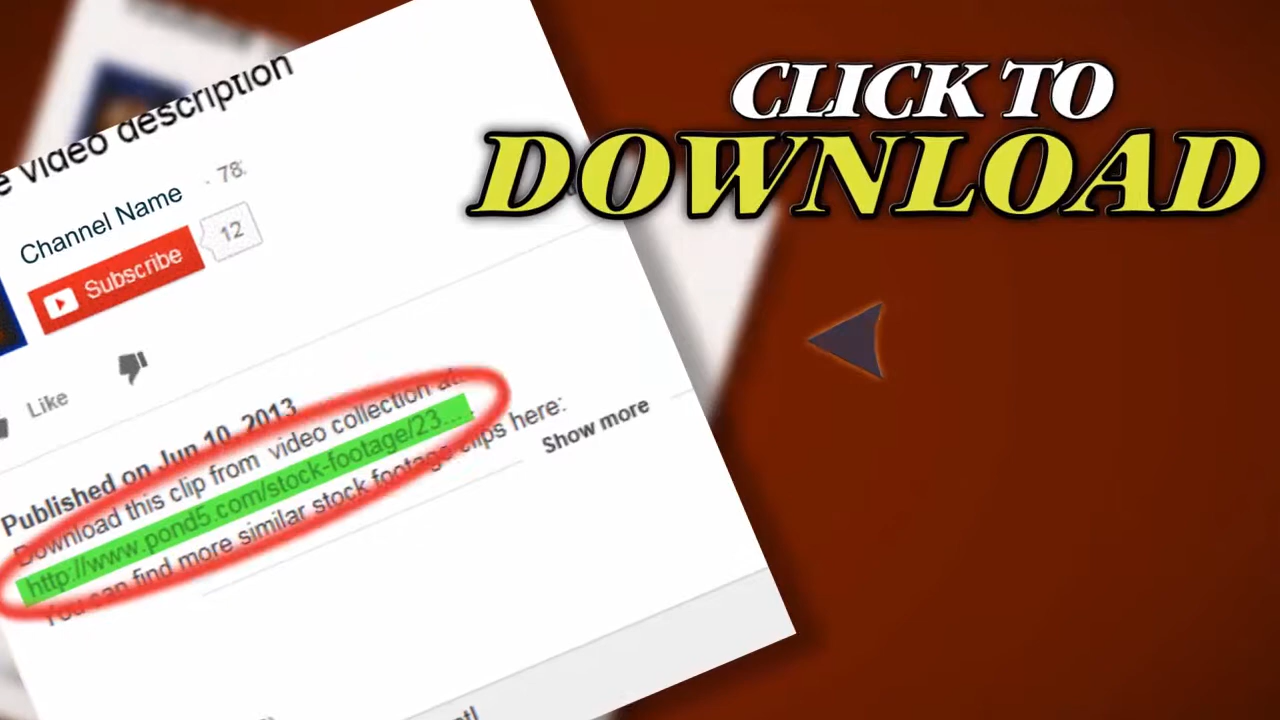 CLICK TO
DOWNLOAD
e video description
Channel Name
Subscribe
12
Like
Published on Jun 10, 2013
Download this clip from video collection at:
http://www.pond5.com/stock-footage/23....
You can find more similar stock footage clips here:
Show more